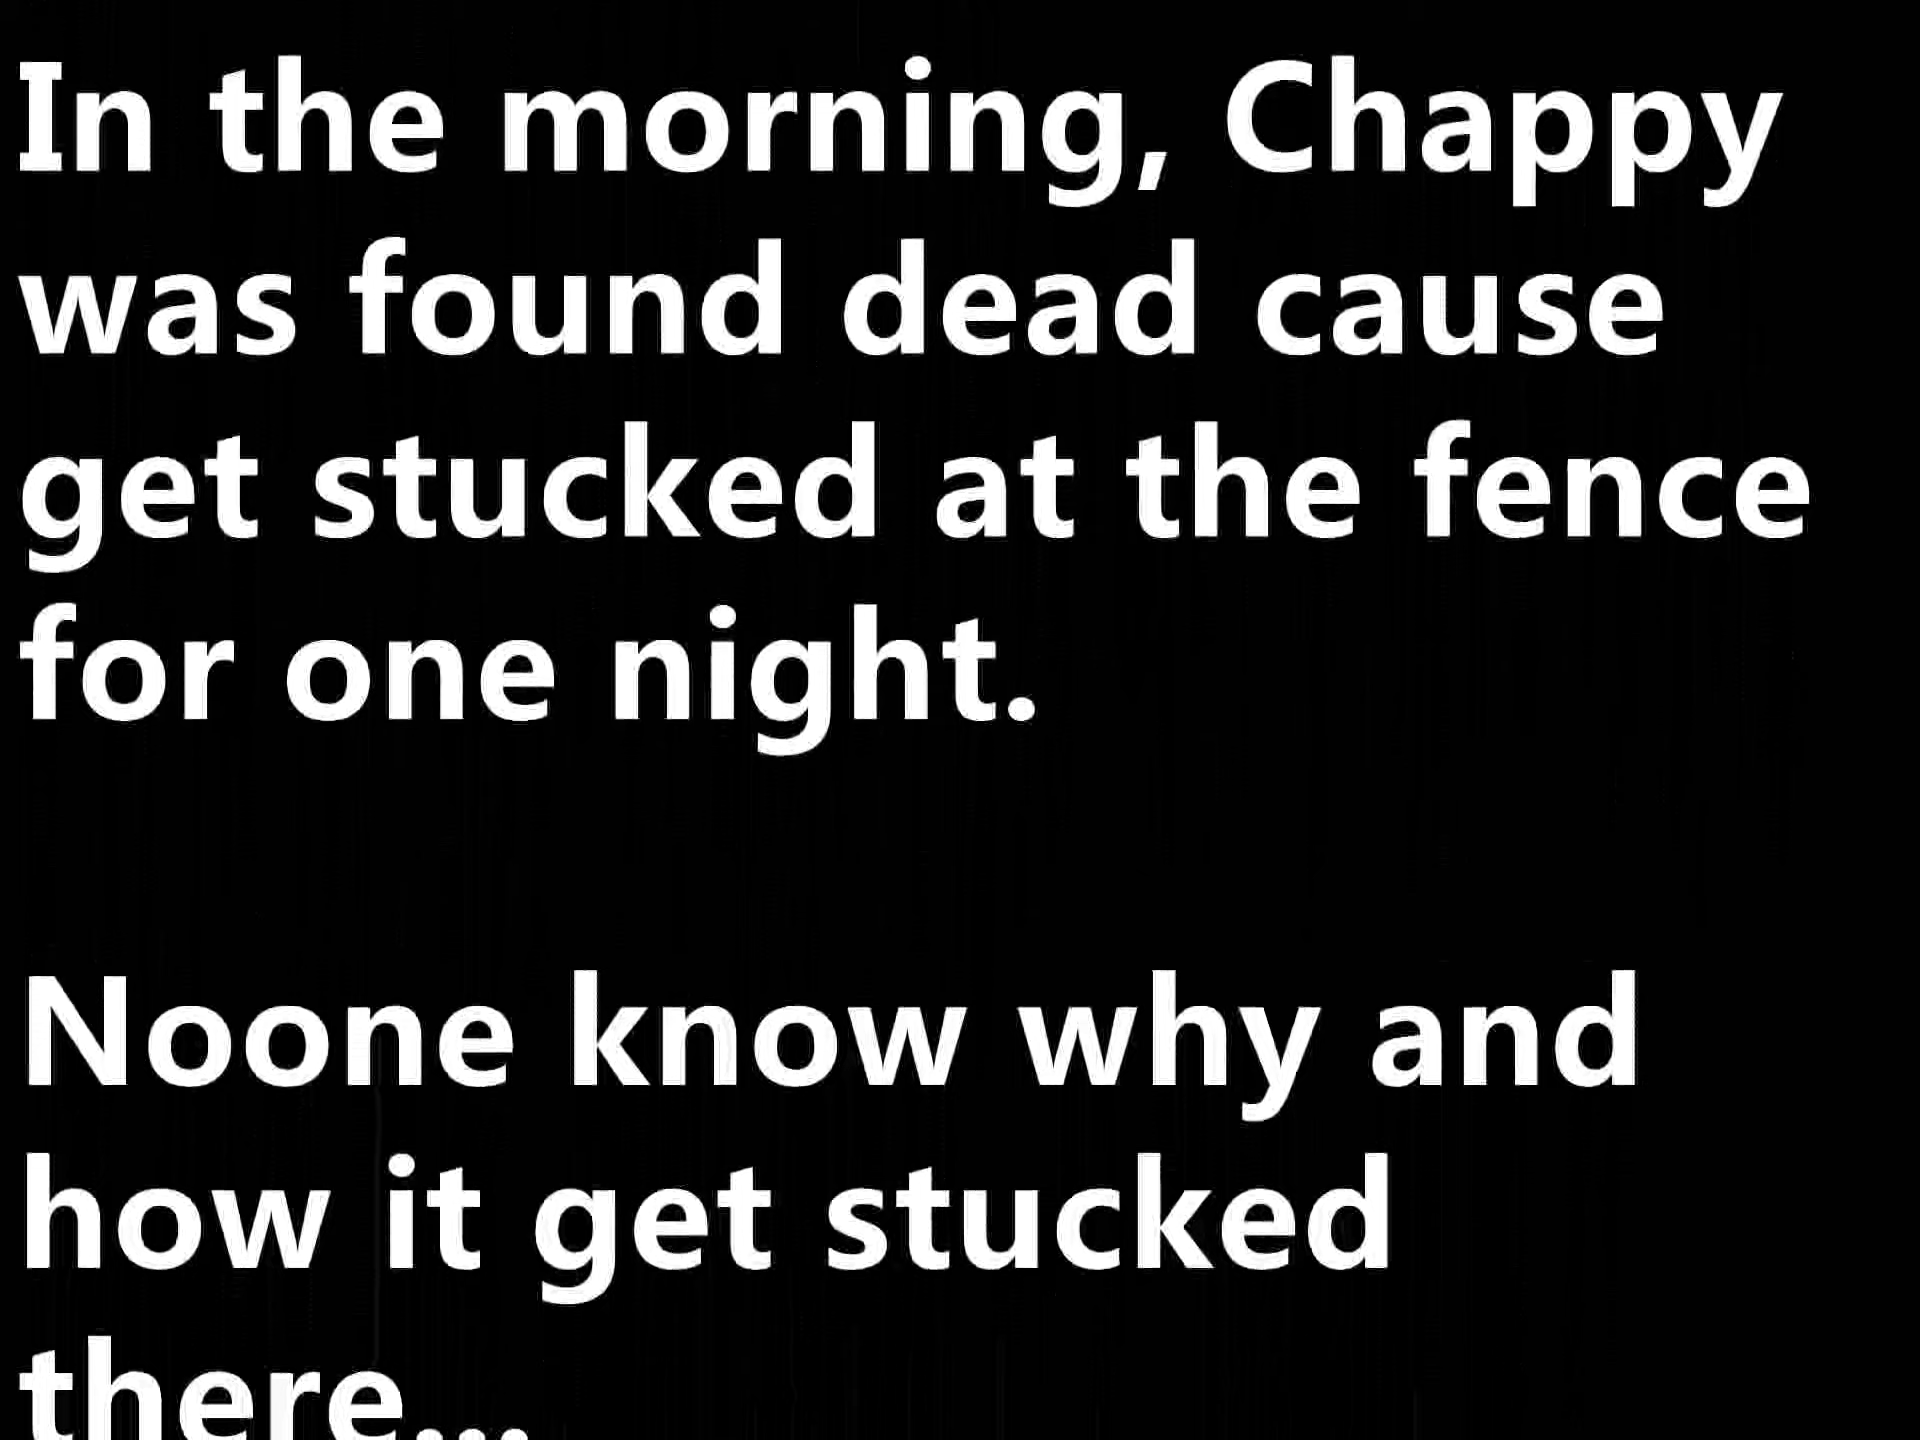 In the morning, Chappy
was found dead cause
get stucked at the fence
for one night.
Noone know why and
how it get stucked
there...